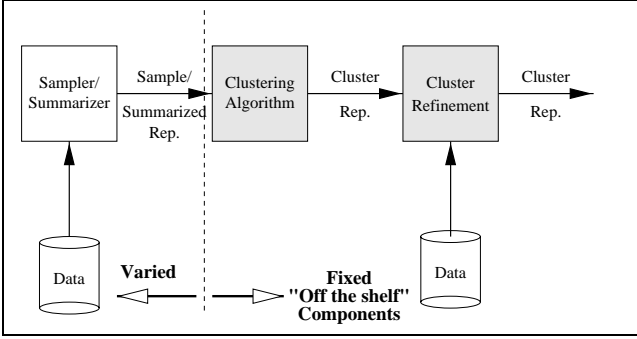 Sampler/
Summarizer
Sample/
Summarized
Rep.
Clustering
Algorithm
Cluster
Rep.
Cluster
Refinement
Cluster
Rep.
Data
Varied
Fixed
"Off the shelf"
Components
Data